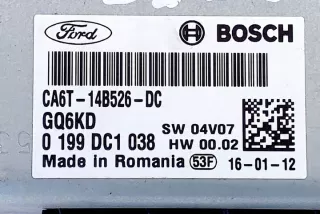 Ford BOSCH
CA6T-14B526-DC
GQ6KD
0 199 DC1 038
SW 04V07
HW 00.02
Made in Romania 53F 16-01-12